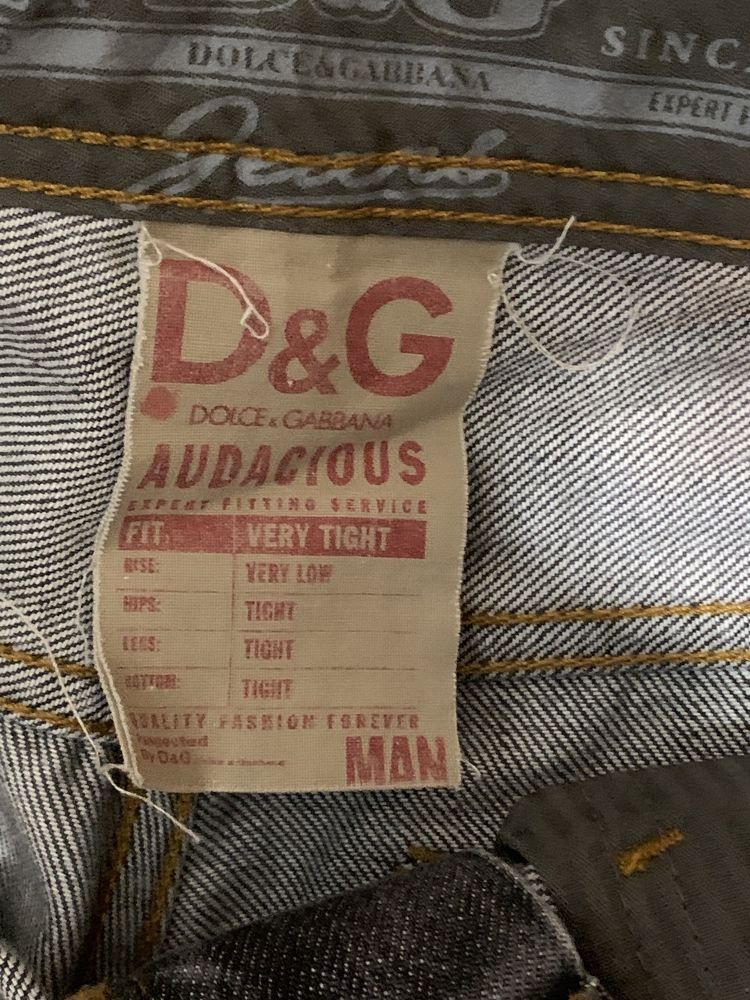 D&G
DOLCE&GABBANA
SINC
EXPERT F
Jeans
D&G
DOLCE & GABBANA
AUDACIOUS
EXPERT FITTING SERVICE
FIT. VERY TIGHT
RISE: VERY LOW
HIPS: TIGHT
LEGS: TIGHT
BOTTOM: TIGHT
QUALITY FASHION FOREVER
Inspected
By D&G
MAN